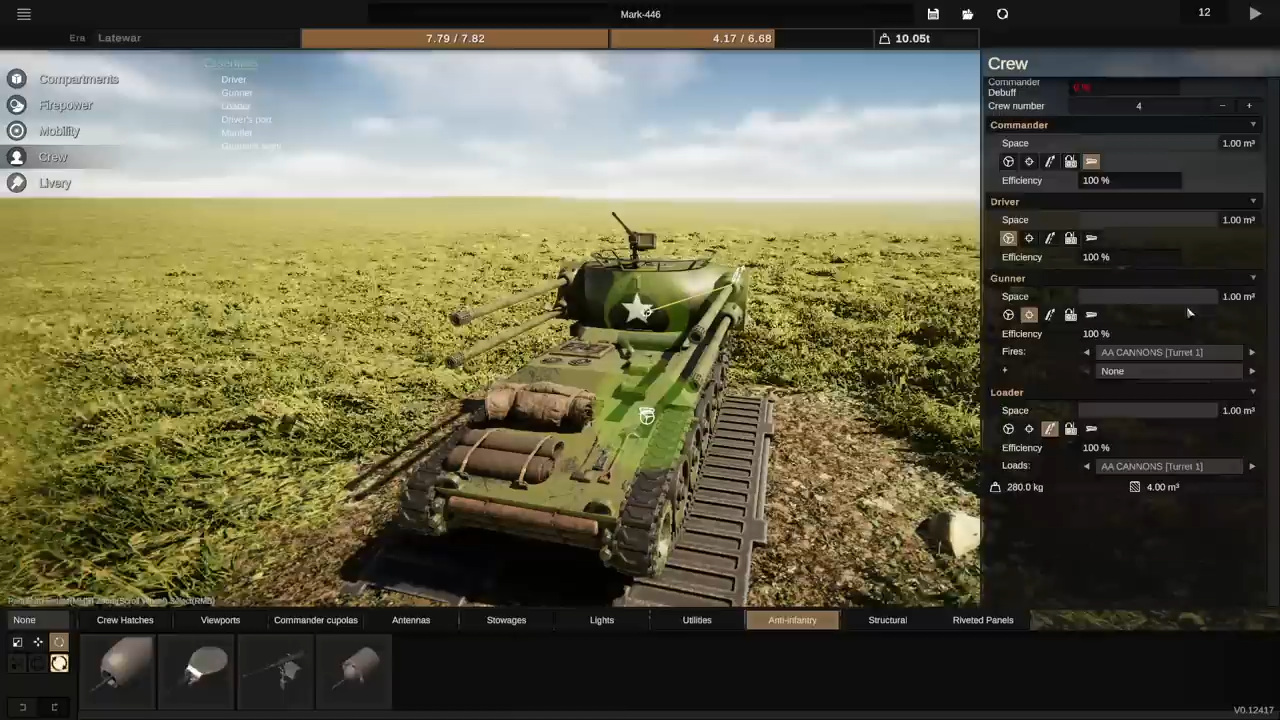 Mark-446
12
Era Latewar
7.79 / 7.82
4.17 / 6.68
10.05t
Compartments
Firepower
Mobility
Crew
Livery
Driver
Gunner
Loader
Driver's port
Mantlet
Crew
Commander
Debuff
0 %
Crew number 4 - +
Commander
Space 1.00 m³
Efficiency 100 %
Driver
Space 1.00 m³
Efficiency 100 %
Gunner
Space 1.00 m³
Efficiency 100 %
Fires: AA CANNONS [Turret 1]
+ None
Loader
Space 1.00 m³
Efficiency 100 %
Loads: AA CANNONS [Turret 1]
280.0 kg 4.00 m³
None
Crew Hatches
Viewports
Commander cupolas
Antennas
Stowages
Lights
Utilities
Anti-infantry
Structural
Riveted Panels
V0.12417